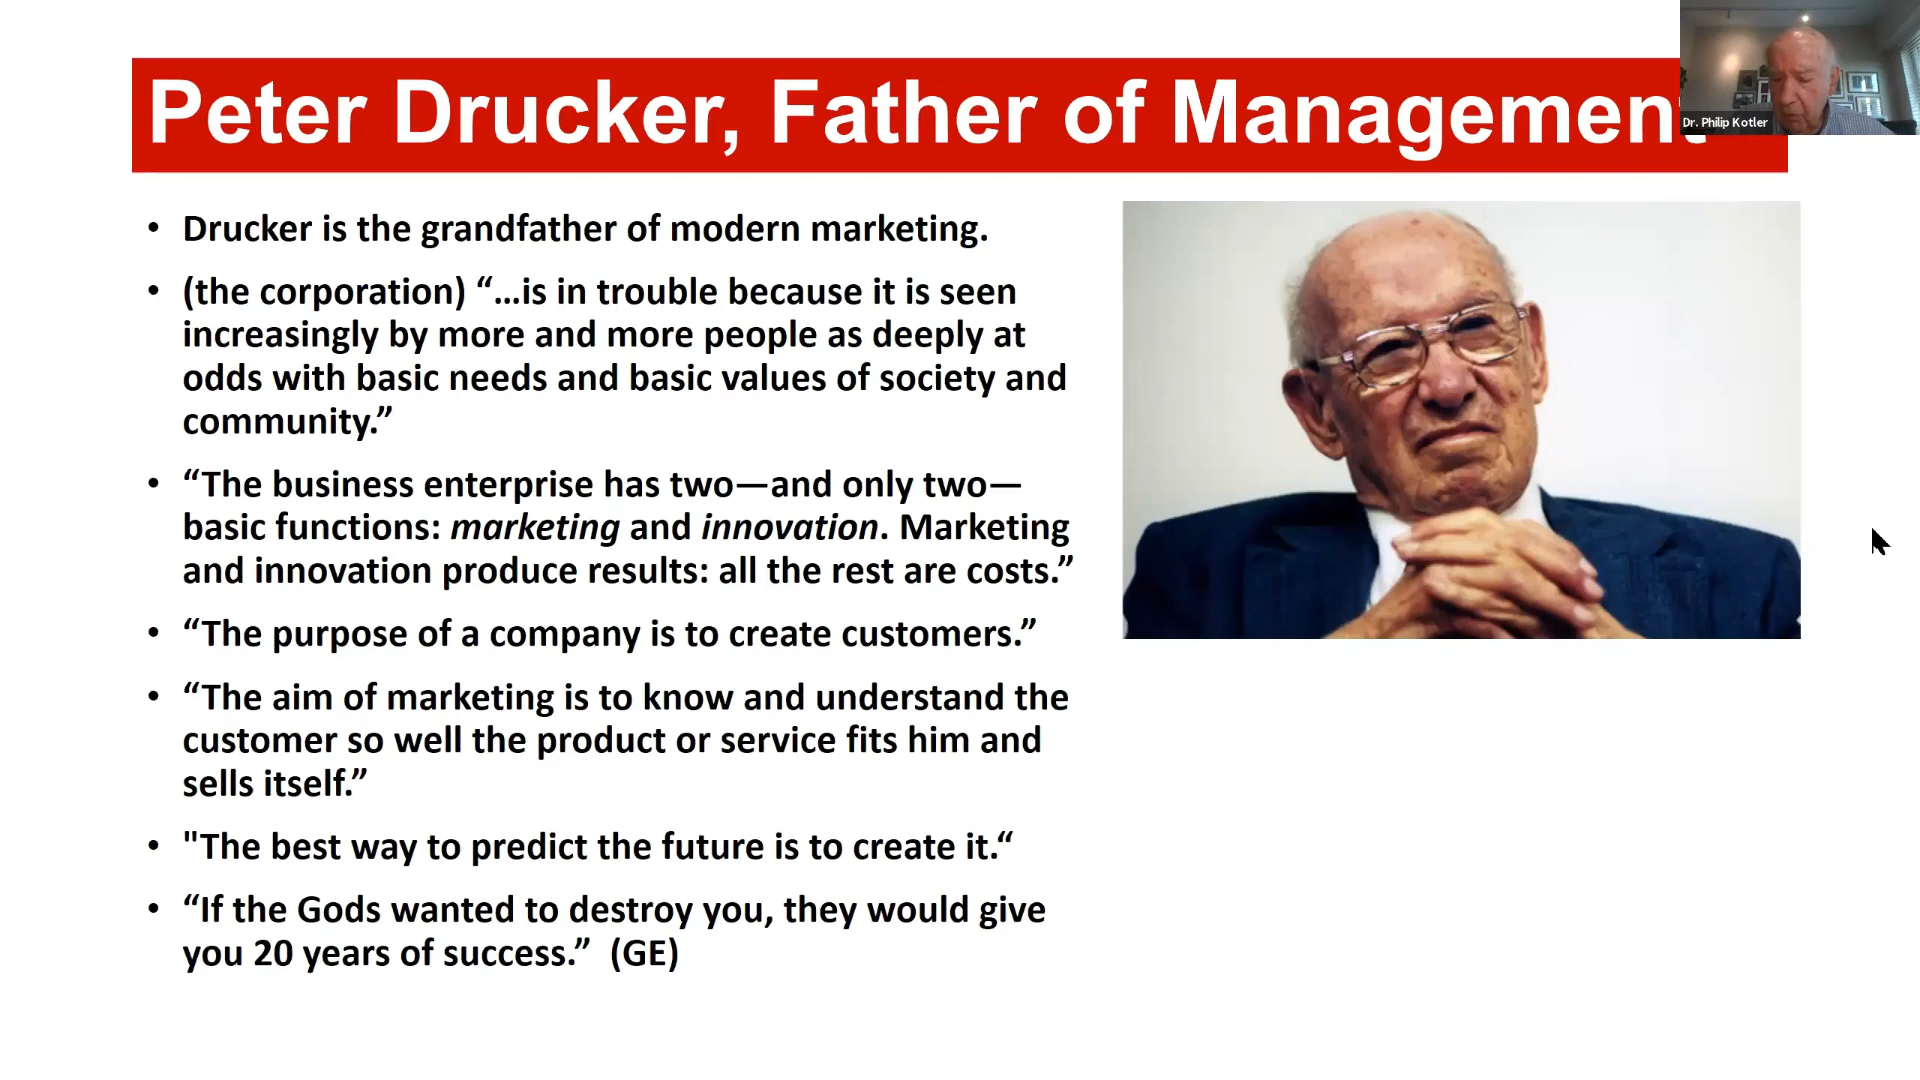 Peter Drucker, Father of Management
Dr. Philip Kotler
• Drucker is the grandfather of modern marketing.
• (the corporation) “…is in trouble because it is seen
increasingly by more and more people as deeply at
odds with basic needs and basic values of society and
community.”
• “The business enterprise has two—and only two—
basic functions: marketing and innovation. Marketing
and innovation produce results: all the rest are costs.”
• “The purpose of a company is to create customers.”
• “The aim of marketing is to know and understand the
customer so well the product or service fits him and
sells itself.”
• "The best way to predict the future is to create it.“
• “If the Gods wanted to destroy you, they would give
you 20 years of success.”  (GE)